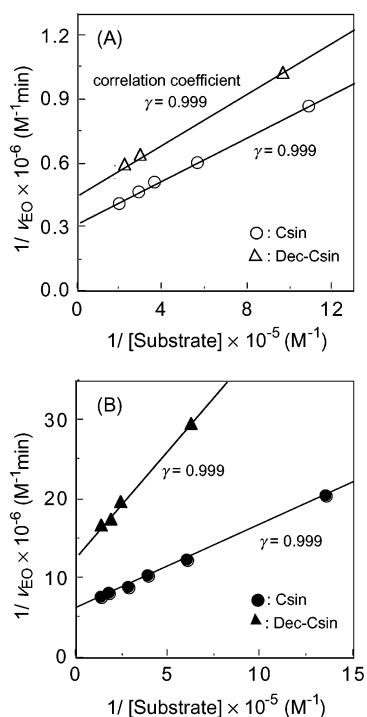 (A)
1.2
0.9
0.6
0.3
0.0
1/ νEO × 10⁻⁶ (M⁻¹min)
correlation coefficient
γ = 0.999
γ = 0.999
○ : Csin
△ : Dec-Csin
0 4 8 12
1/ [Substrate] × 10⁻⁵ (M⁻¹)
(B)
30
20
10
0
1/ νEO × 10⁻⁶ (M⁻¹min)
γ = 0.999
γ = 0.999
● : Csin
▲ : Dec-Csin
0 5 10 15
1/ [Substrate] × 10⁻⁵ (M⁻¹)